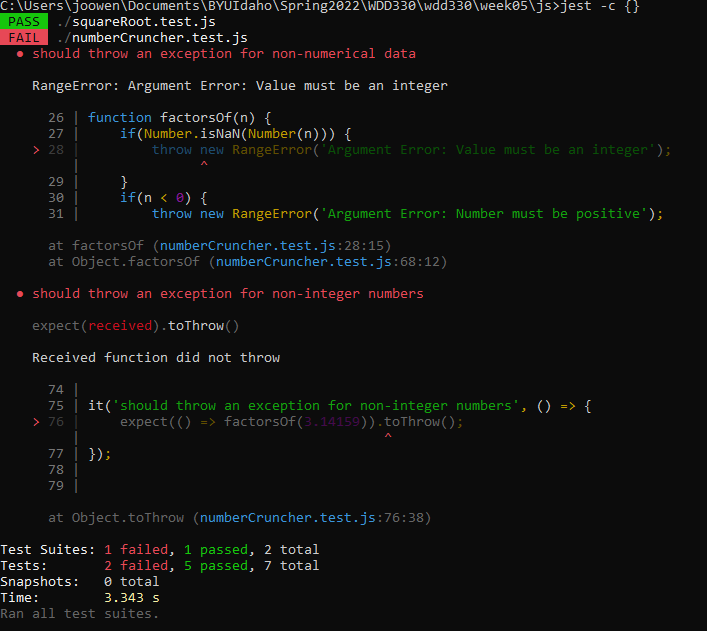 C:\Users\joowen\Documents\BYUIdaho\Spring2022\WDD330\wdd330\week05\js>jest -c {}
PASS ./squareRoot.test.js
FAIL ./numberCruncher.test.js
● should throw an exception for non-numerical data
RangeError: Argument Error: Value must be an integer
26 | function factorsOf(n) {
27 |     if(Number.isNaN(Number(n))) {
> 28 |         throw new RangeError('Argument Error: Value must be an integer');
|               ^
29 |     }
30 |     if(n < 0) {
31 |         throw new RangeError('Argument Error: Number must be positive');
at factorsOf (numberCruncher.test.js:28:15)
at Object.factorsOf (numberCruncher.test.js:68:12)
● should throw an exception for non-integer numbers
expect(received).toThrow()
Received function did not throw
74 |
75 | it('should throw an exception for non-integer numbers', () => {
> 76 |     expect(() => factorsOf(3.14159)).toThrow();
|                                      ^
77 | });
78 |
79 |
at Object.toThrow (numberCruncher.test.js:76:38)
Test Suites: 1 failed, 1 passed, 2 total
Tests:       2 failed, 5 passed, 7 total
Snapshots:   0 total
Time:        3.343 s
Ran all test suites.